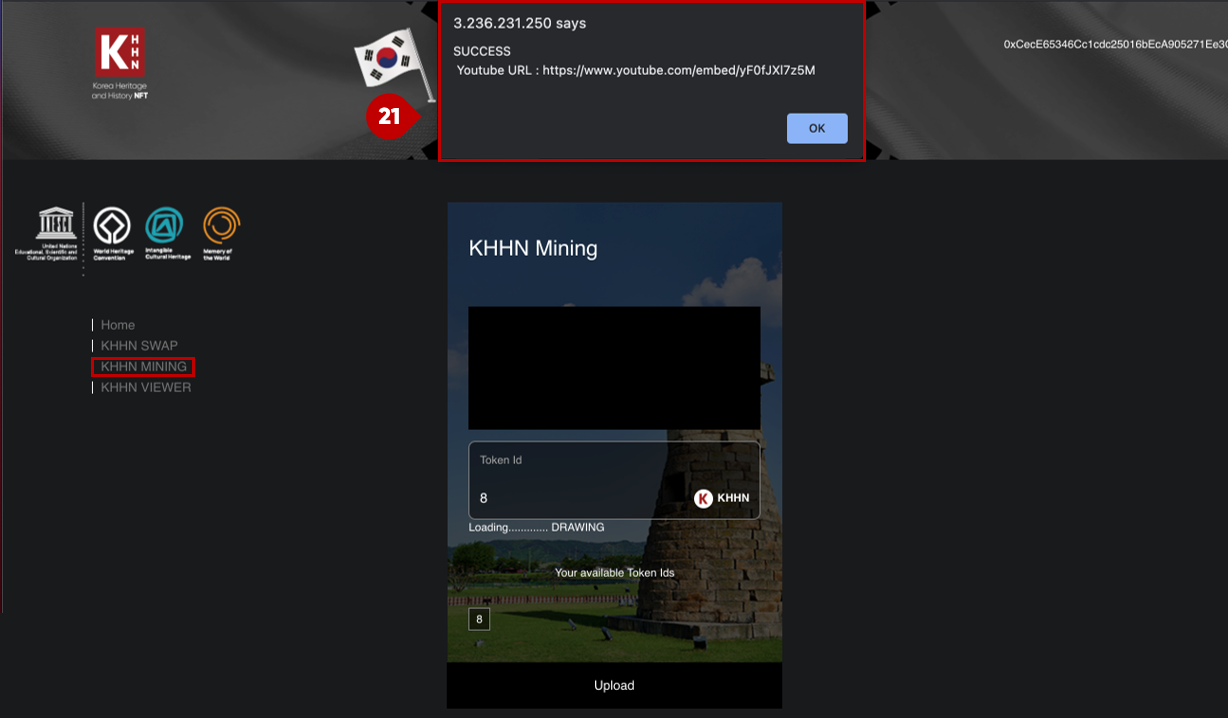 3.236.231.250 says
SUCCESS
Youtube URL : https://www.youtube.com/embed/yF0fJXl7z5M
OK
21
K
H
H
N
Korea Heritage
and History NFT
0xCecE65346Cc1cdc25016bEcA905271Ee3
United Nations
Educational, Scientific and
Cultural Organization
World Heritage
Convention
Intangible
Cultural Heritage
Memory of
the World
Home
KHHN SWAP
KHHN MINING
KHHN VIEWER
KHHN Mining
Token Id
8
K KHHN
Loading............. DRAWING
Your available Token Ids
8
Upload